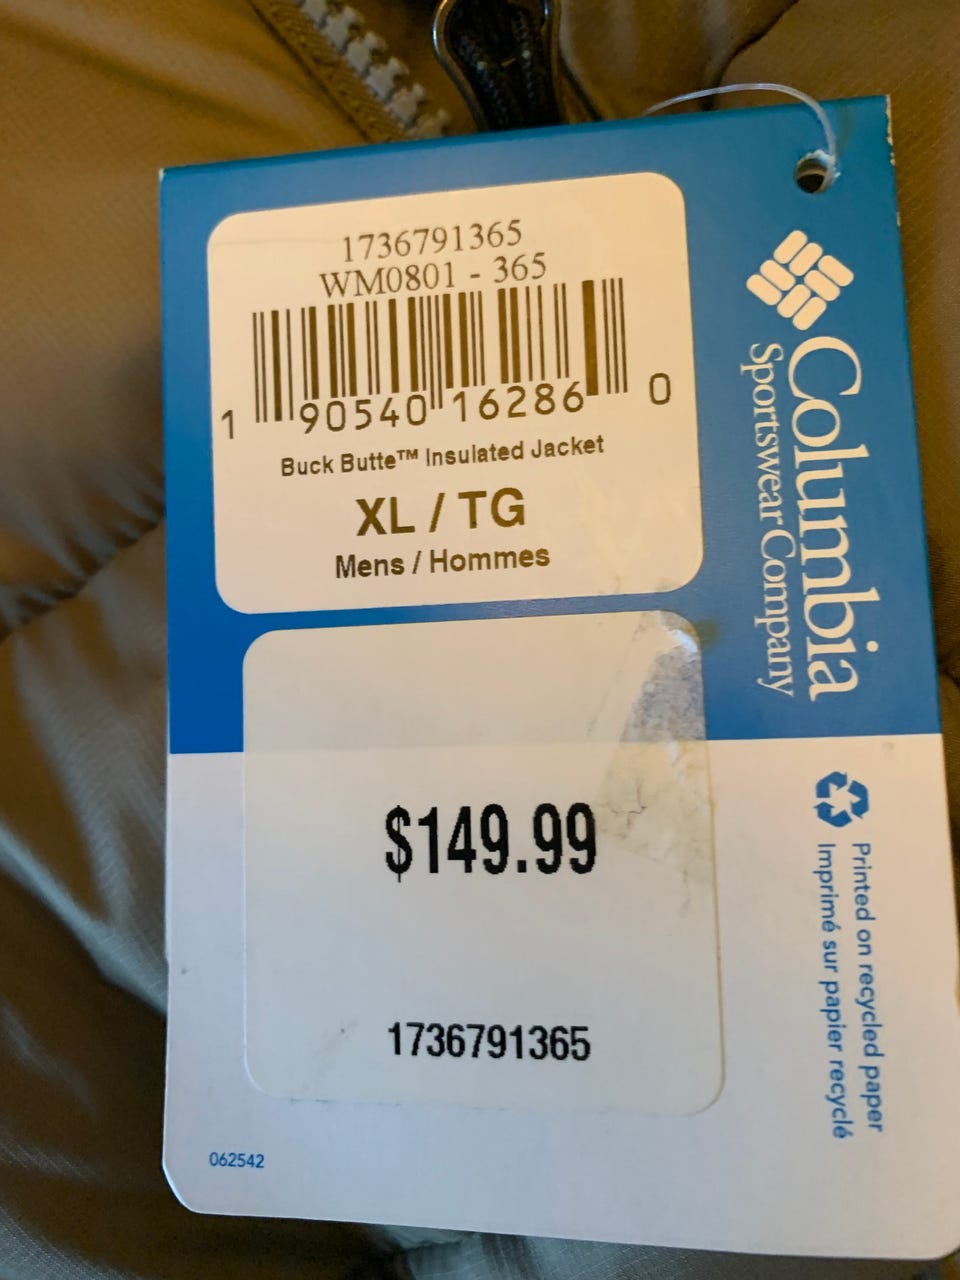 1736791365
WM0801 - 365
1 90540 16286 0
Buck Butte™ Insulated Jacket
XL / TG
Mens / Hommes
$149.99
1736791365
062542
Columbia
Sportswear Company
Printed on recycled paper
Imprimé sur papier recyclé